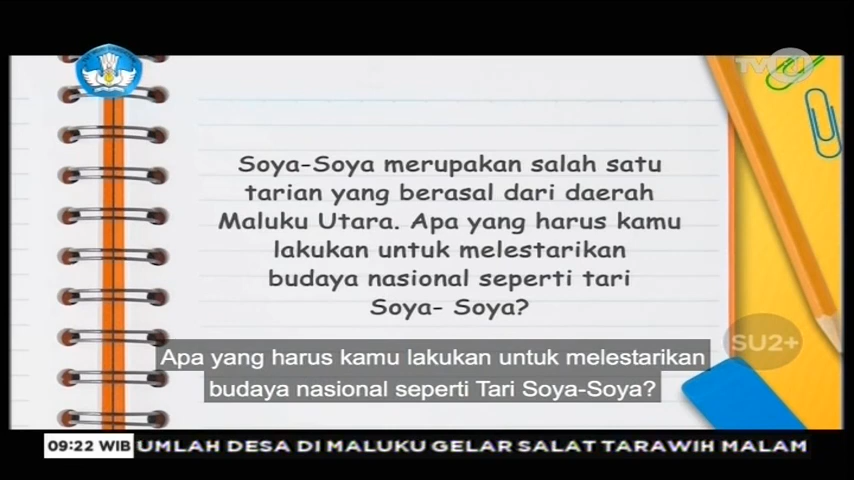 TVRI
Soya-Soya merupakan salah satu
tarian yang berasal dari daerah
Maluku Utara. Apa yang harus kamu
lakukan untuk melestarikan
budaya nasional seperti tari
Soya- Soya?
SU2+
Apa yang harus kamu lakukan untuk melestarikan
budaya nasional seperti Tari Soya-Soya?
09:22 WIB UMLAH DESA DI MALUKU GELAR SALAT TARAWIH MALAM